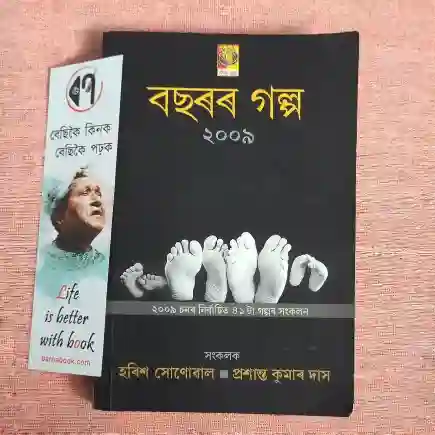 বেছিকৈ কিনক
বেছিকৈ পঢ়ক
Life
is better
with book
barnabook.com
বছৰৰ গল্প
২০০৯
২০০৯ চনৰ নিৰ্বাচিত ৪১টা গল্পৰ সংকলন
সংকলক
হৰিশ সোণোৱাল ■ প্ৰশান্ত কুমাৰ দাস